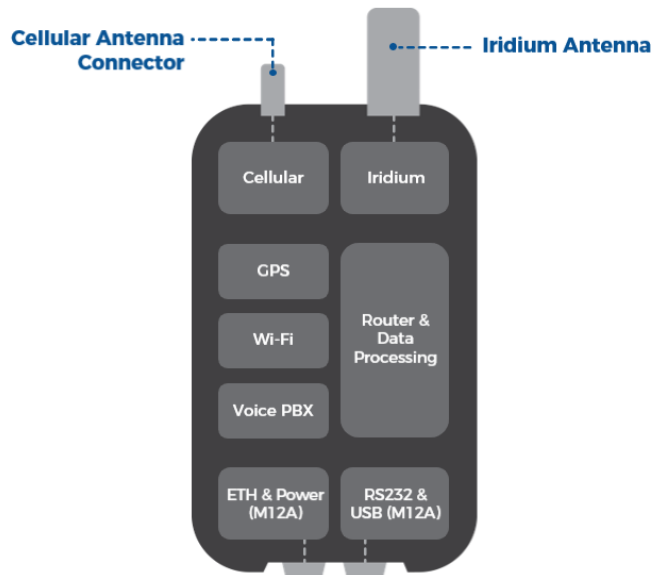 Cellular Antenna
Connector
Iridium Antenna
Cellular
Iridium
GPS
Wi-Fi
Voice PBX
Router &
Data
Processing
ETH & Power
(M12A)
RS232 &
USB (M12A)